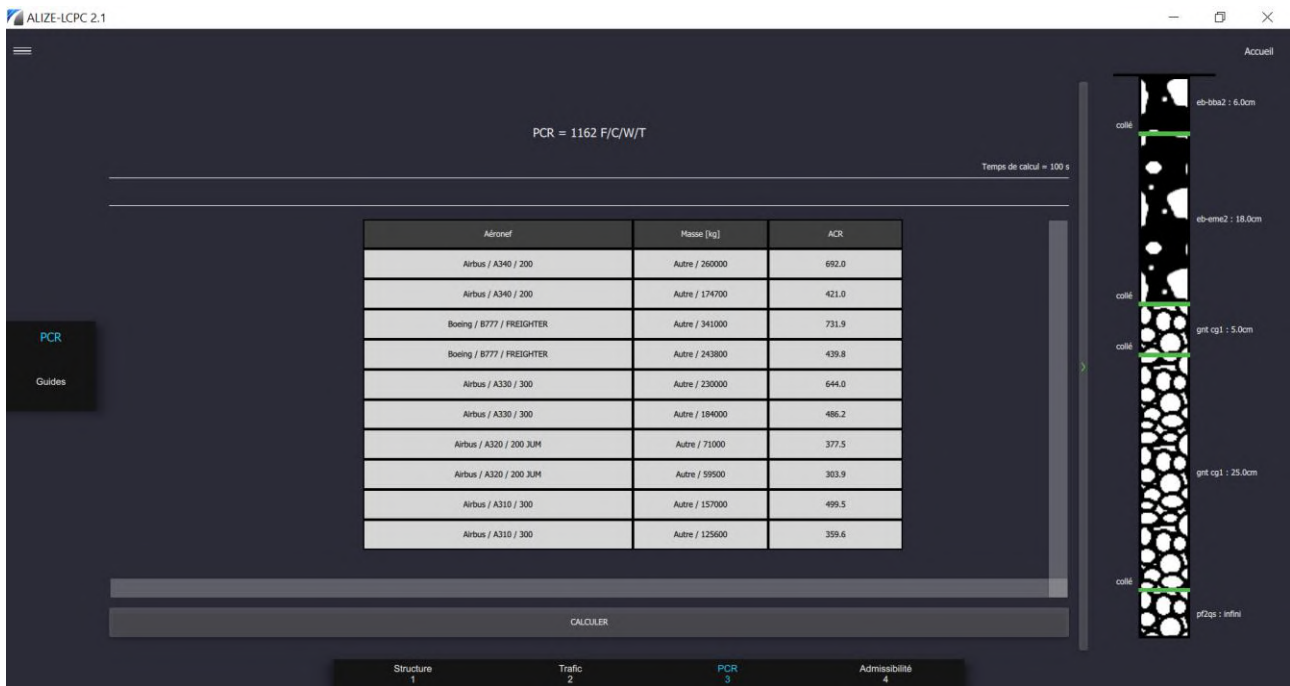 ALIZE-LCPC 2.1
Accueil
PCR = 1162 F/C/W/T
Temps de calcul = 100 s
Aéronef Masse [kg] ACR
Airbus / A340 / 200 Autre / 260000 692.0
Airbus / A340 / 200 Autre / 174700 421.0
Boeing / B777 / FREIGHTER Autre / 341000 731.9
Boeing / B777 / FREIGHTER Autre / 243800 439.8
Airbus / A330 / 300 Autre / 230000 644.0
Airbus / A330 / 300 Autre / 184000 486.2
Airbus / A320 / 200 JUM Autre / 71000 377.5
Airbus / A320 / 200 JUM Autre / 59500 303.9
Airbus / A310 / 300 Autre / 157000 499.5
Airbus / A310 / 300 Autre / 125600 359.6
CALCULER
PCR
Guides
Structure Trafic PCR Admissibilité
1 2 3 4
eb-bba2 : 6.0cm
collé
eb-eme2 : 18.0cm
collé
gnt cg1 : 5.0cm
collé
gnt cg1 : 25.0cm
collé
pf2qs : infini